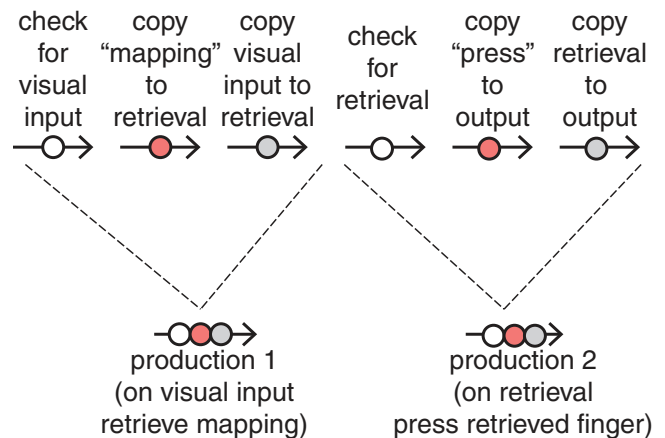 check
for
visual
input
copy
“mapping”
to
retrieval
copy
visual
input to
retrieval
check
for
retrieval
copy
“press”
to
output
copy
retrieval
to
output
production 1
(on visual input
retrieve mapping)
production 2
(on retrieval
press retrieved finger)